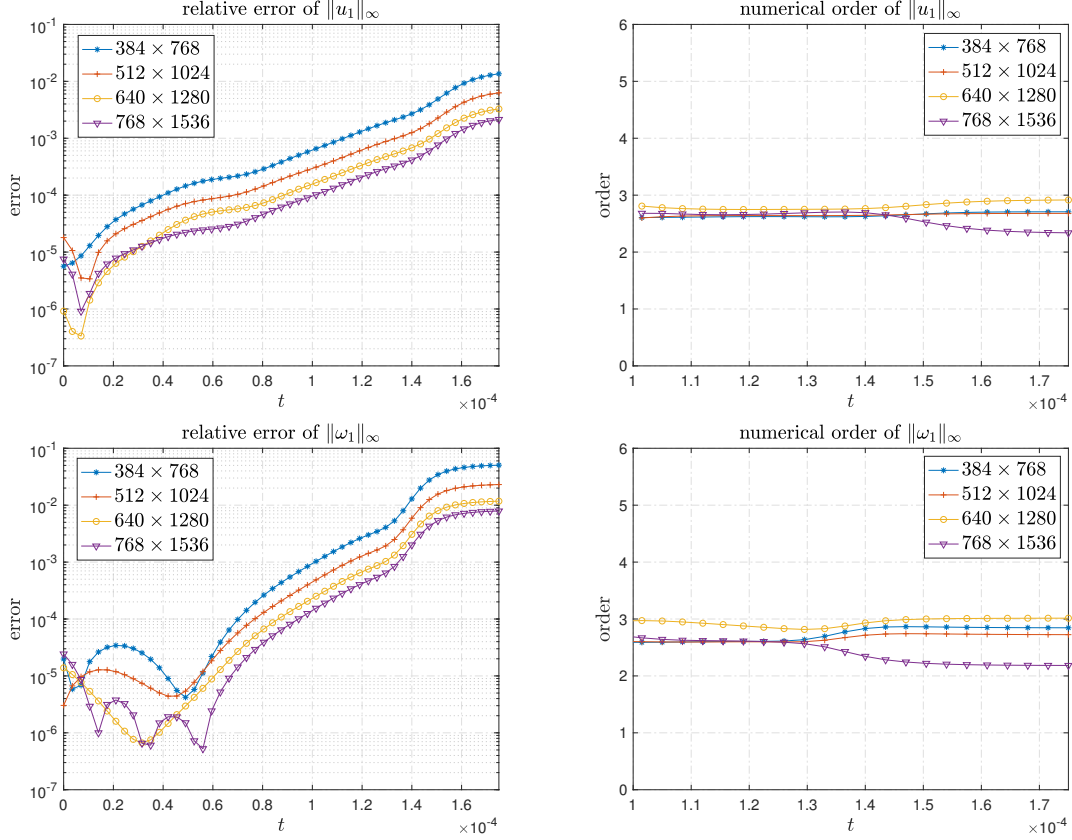 relative error of ‖u₁‖∞
10⁻¹
10⁻²
10⁻³
10⁻⁴
10⁻⁵
10⁻⁶
10⁻⁷
error
384 × 768
512 × 1024
640 × 1280
768 × 1536
0 0.2 0.4 0.6 0.8 1 1.2 1.4 1.6
t
×10⁻⁴
numerical order of ‖u₁‖∞
6
5
4
3
2
1
0
order
384 × 768
512 × 1024
640 × 1280
768 × 1536
1 1.1 1.2 1.3 1.4 1.5 1.6 1.7
t
×10⁻⁴
relative error of ‖ω₁‖∞
10⁻¹
10⁻²
10⁻³
10⁻⁴
10⁻⁵
10⁻⁶
10⁻⁷
error
384 × 768
512 × 1024
640 × 1280
768 × 1536
0 0.2 0.4 0.6 0.8 1 1.2 1.4 1.6
t
×10⁻⁴
numerical order of ‖ω₁‖∞
6
5
4
3
2
1
0
order
384 × 768
512 × 1024
640 × 1280
768 × 1536
1 1.1 1.2 1.3 1.4 1.5 1.6 1.7
t
×10⁻⁴